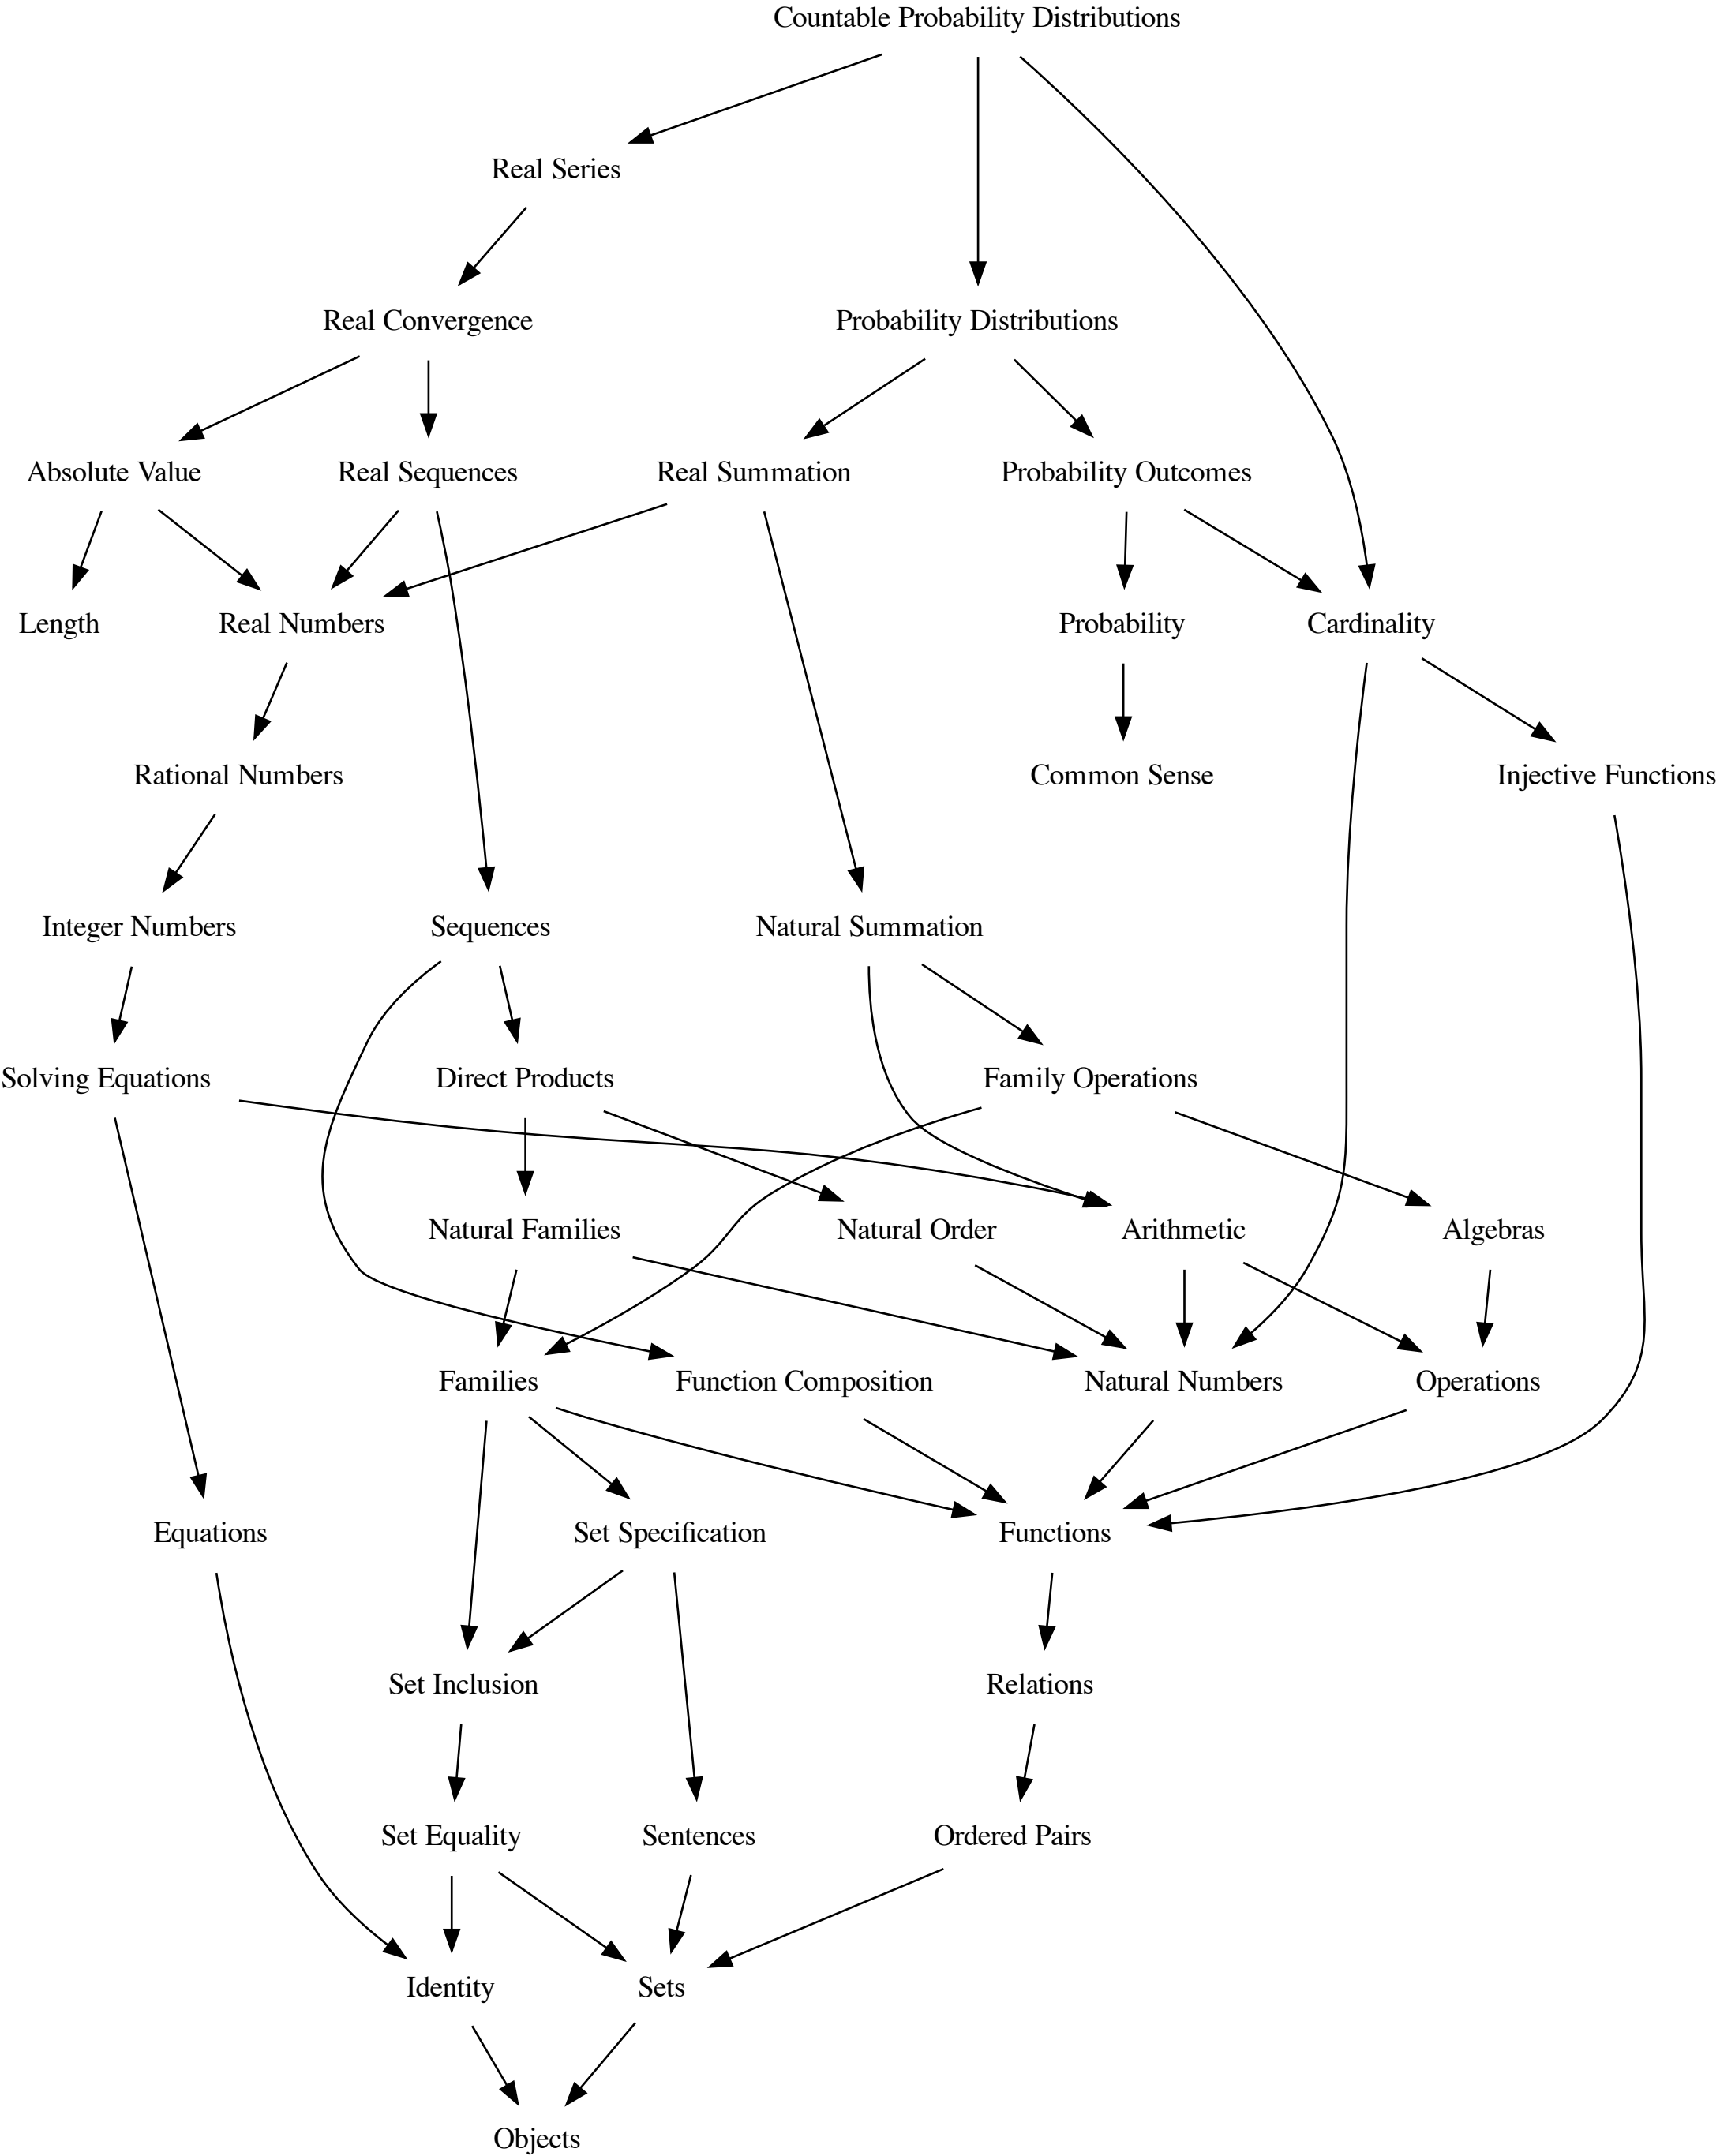 Countable Probability Distributions
Real Series
Real Convergence
Probability Distributions
Absolute Value
Real Sequences
Real Summation
Probability Outcomes
Length
Real Numbers
Probability
Cardinality
Rational Numbers
Common Sense
Injective Functions
Integer Numbers
Sequences
Natural Summation
Solving Equations
Direct Products
Family Operations
Natural Families
Natural Order
Arithmetic
Algebras
Families
Function Composition
Natural Numbers
Operations
Equations
Set Specification
Functions
Set Inclusion
Relations
Set Equality
Sentences
Ordered Pairs
Identity
Sets
Objects